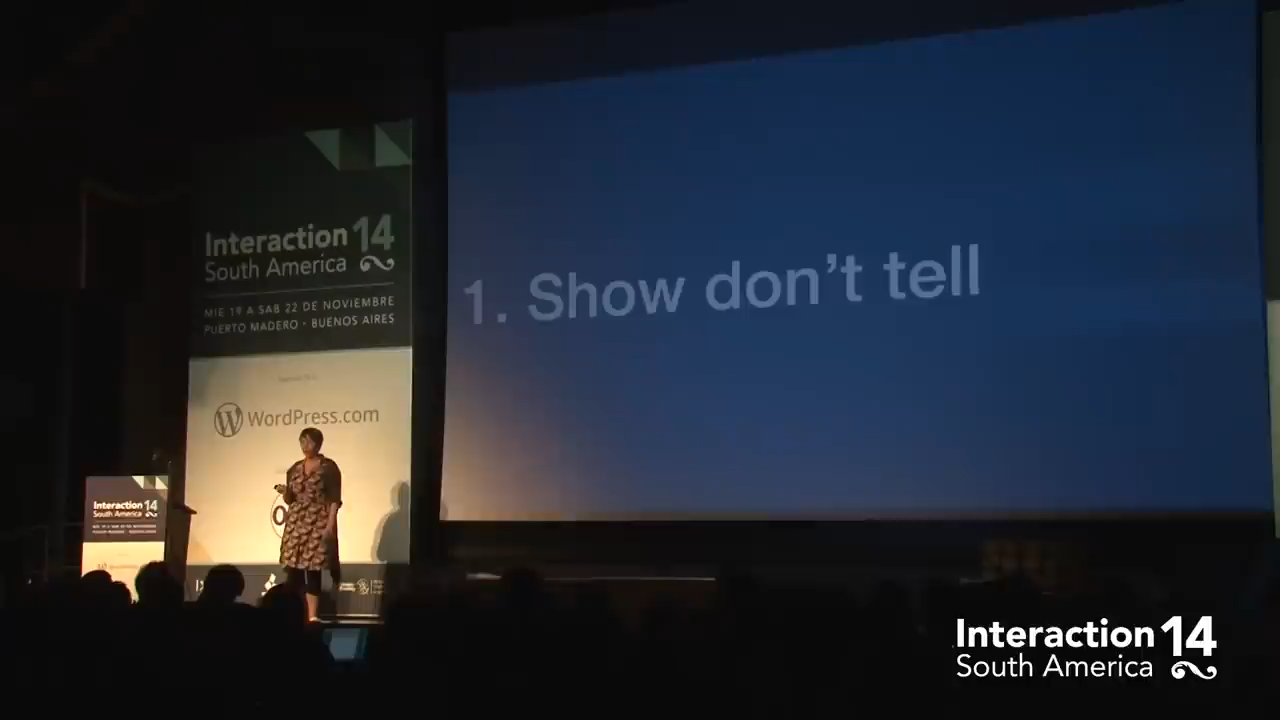 Interaction 14
South America
MIE 19 A SAB 22 DE NOVIEMBRE
PUERTO MADERO · BUENOS AIRES
WordPress.com
1. Show don't tell
Interaction 14
South America
Interaction 14
South America